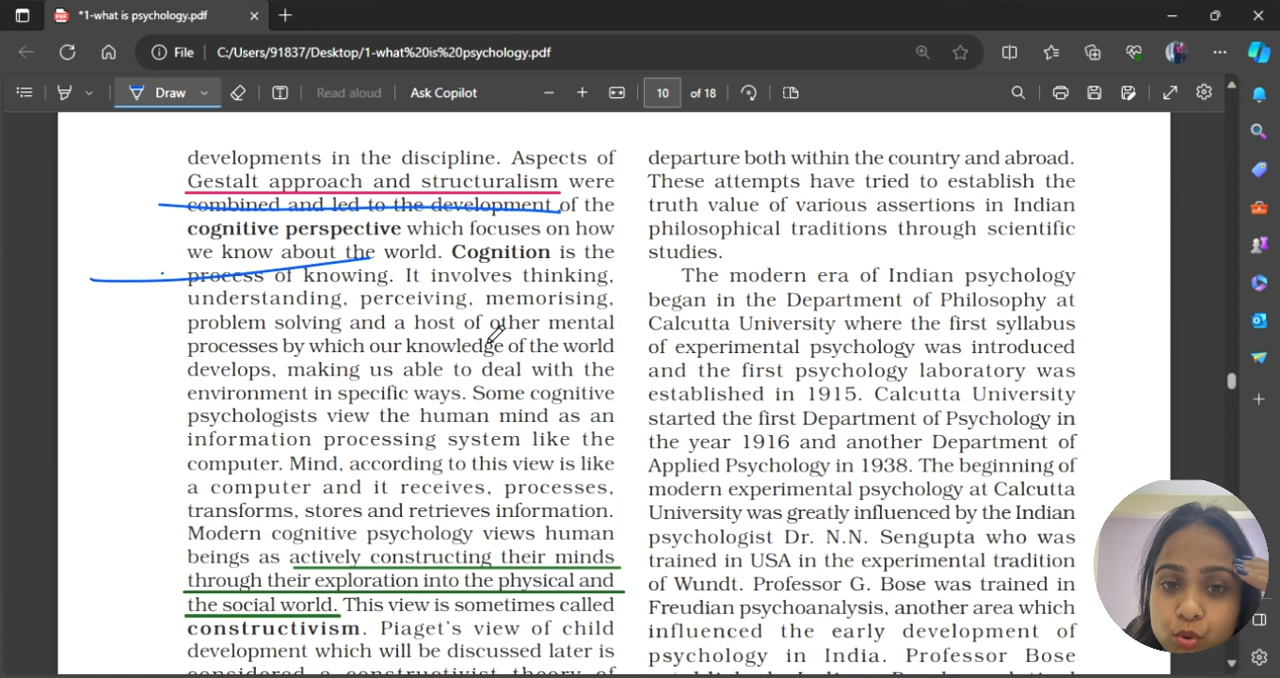 *1-what is psychology.pdf
File
C:/Users/91837/Desktop/1-what%20is%20psychology.pdf
Draw
Read aloud
Ask Copilot
10
of 18
developments in the discipline. Aspects of
Gestalt approach and structuralism were
combined and led to the development of the
cognitive perspective which focuses on how
we know about the world. Cognition is the
process of knowing. It involves thinking,
understanding, perceiving, memorising,
problem solving and a host of other mental
processes by which our knowledge of the world
develops, making us able to deal with the
environment in specific ways. Some cognitive
psychologists view the human mind as an
information processing system like the
computer. Mind, according to this view is like
a computer and it receives, processes,
transforms, stores and retrieves information.
Modern cognitive psychology views human
beings as actively constructing their minds
through their exploration into the physical and
the social world. This view is sometimes called
constructivism. Piaget's view of child
development which will be discussed later is
considered a constructivist theory of
departure both within the country and abroad.
These attempts have tried to establish the
truth value of various assertions in Indian
philosophical traditions through scientific
studies.
The modern era of Indian psychology
began in the Department of Philosophy at
Calcutta University where the first syllabus
of experimental psychology was introduced
and the first psychology laboratory was
established in 1915. Calcutta University
started the first Department of Psychology in
the year 1916 and another Department of
Applied Psychology in 1938. The beginning of
modern experimental psychology at Calcutta
University was greatly influenced by the Indian
psychologist Dr. N.N. Sengupta who was
trained in USA in the experimental tradition
of Wundt. Professor G. Bose was trained in
Freudian psychoanalysis, another area which
influenced the early development of
psychology in India. Professor Bose